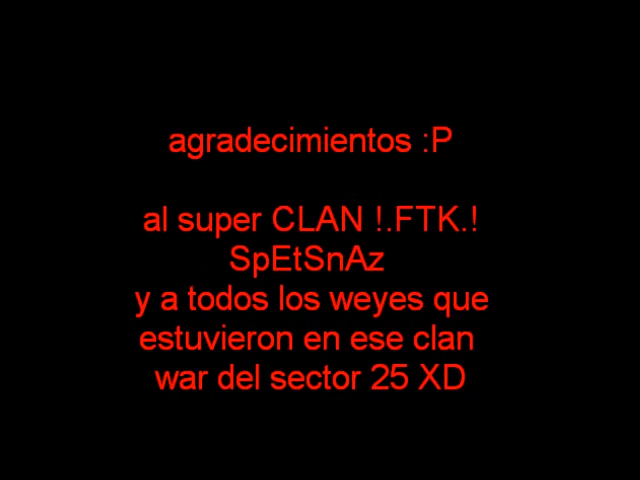 agradecimientos :P
al super CLAN !.FTK.!
SpEtSnAz
y a todos los weyes que
estuvieron en ese clan
war del sector 25 XD